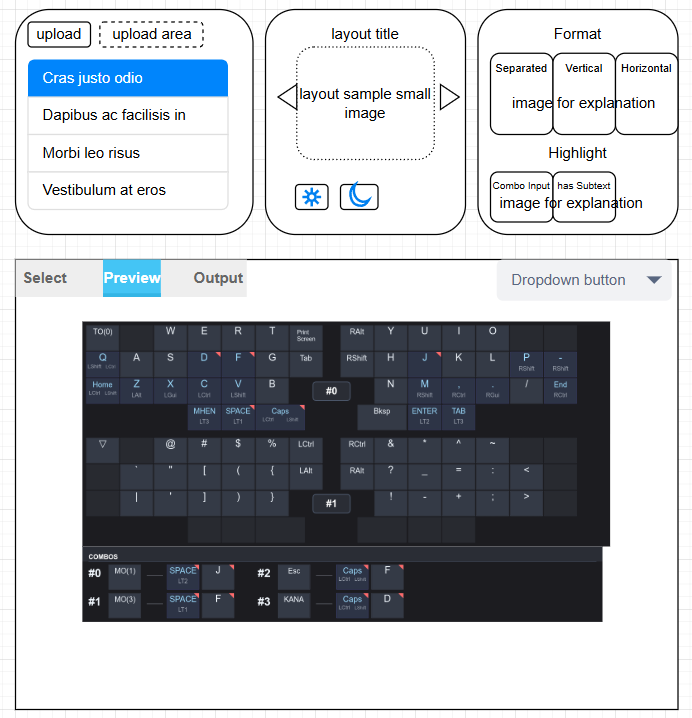 upload
upload area
Cras justo odio
Dapibus ac facilisis in
Morbi leo risus
Vestibulum at eros
layout title
layout sample small
image
Format
Separated Vertical Horizontal
image for explanation
Highlight
Combo Input has Subtext
image for explanation
Select Preview Output
Dropdown button
TO(0) W E R T Print Screen RAlt Y U I O
Q A S D F G Tab RShift H J K L P -
LShift RShift RShift
Home Z X C V B N M , . / End
LCtrl LShift LAlt LGui LCtrl LShift RShift RCtrl RGui RCtrl
#0
MHEN SPACE Caps Bksp ENTER TAB
LT3 LT1 LCtrl LShift LT2 LT3
▽ @ # $ % LCtrl RCtrl & * ^ ~
` " [ ( { LAlt RAlt ? _ = : <
| ' ] ) } ! - + ; >
#1
COMBOS
#0 MO(1) SPACE J #2 Esc Caps F
LT2 LCtrl LShift
#1 MO(3) SPACE F #3 KANA Caps D
LT1 LCtrl LShift